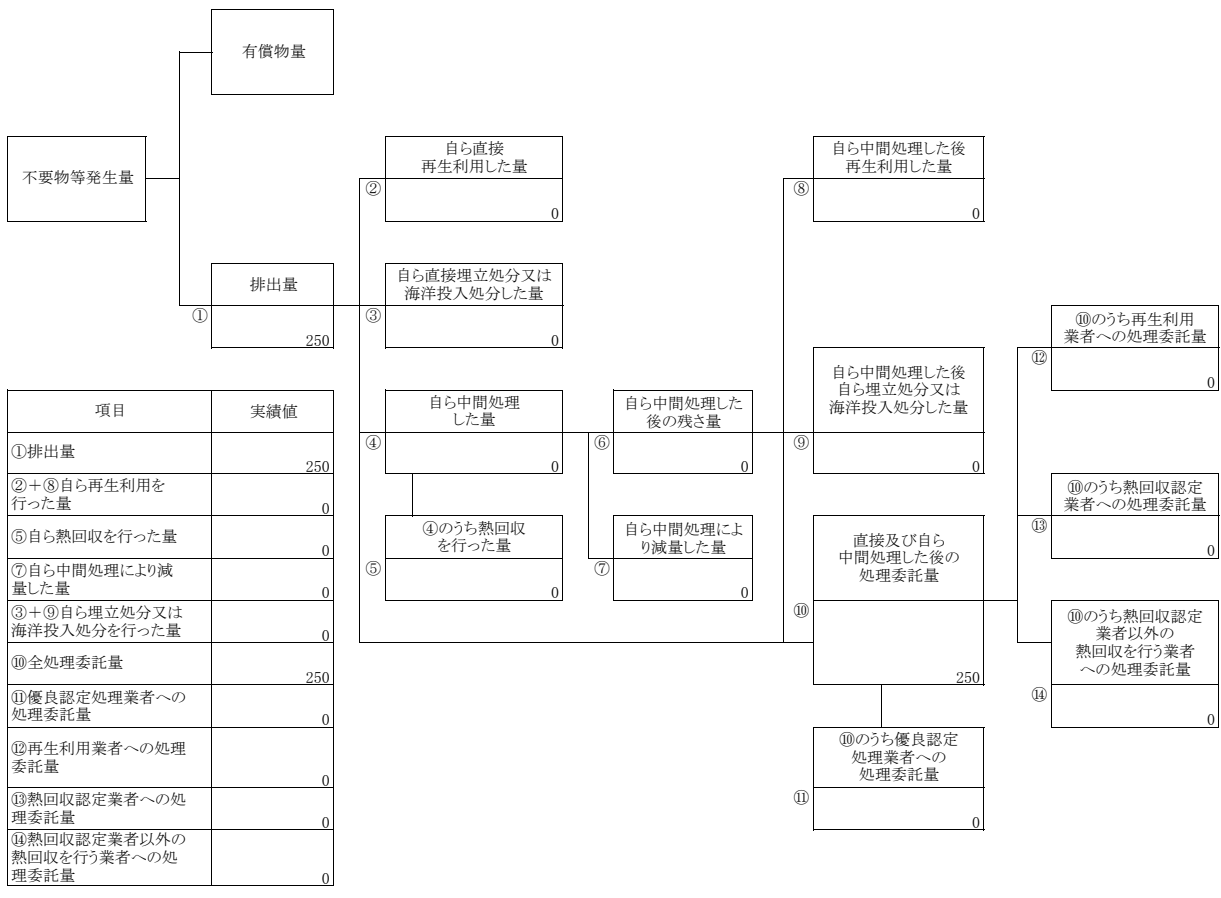 有償物量
不要物等発生量
排出量
①
250
自ら直接
再生利用した量
②
0
自ら直接埋立処分又は
海洋投入処分した量
③
0
自ら中間処理
した量
④
0
④のうち熱回収
を行った量
⑤
0
自ら中間処理した
後の残さ量
⑥
0
自ら中間処理によ
り減量した量
⑦
0
自ら中間処理した後
再生利用した量
⑧
0
自ら中間処理した後
自ら埋立処分又は
海洋投入処分した量
⑨
0
直接及び自ら
中間処理した後の
処理委託量
⑩
250
⑩のうち優良認定
処理業者への
処理委託量
⑪
0
⑩のうち再生利用
業者への処理委託量
⑫
0
⑩のうち熱回収認定
業者への処理委託量
⑬
0
⑩のうち熱回収認定
業者以外の
熱回収を行う業者
への処理委託量
⑭
0
項目 実績値
①排出量
250
②＋⑧自ら再生利用を
行った量
0
⑤自ら熱回収を行った量
0
⑦自ら中間処理により減
量した量
0
③＋⑨自ら埋立処分又は
海洋投入処分を行った量
0
⑩全処理委託量
250
⑪優良認定処理業者への
処理委託量
0
⑫再生利用業者への処理
委託量
0
⑬熱回収認定業者への処
理委託量
0
⑭熱回収認定業者以外の
熱回収を行う業者への処
理委託量
0